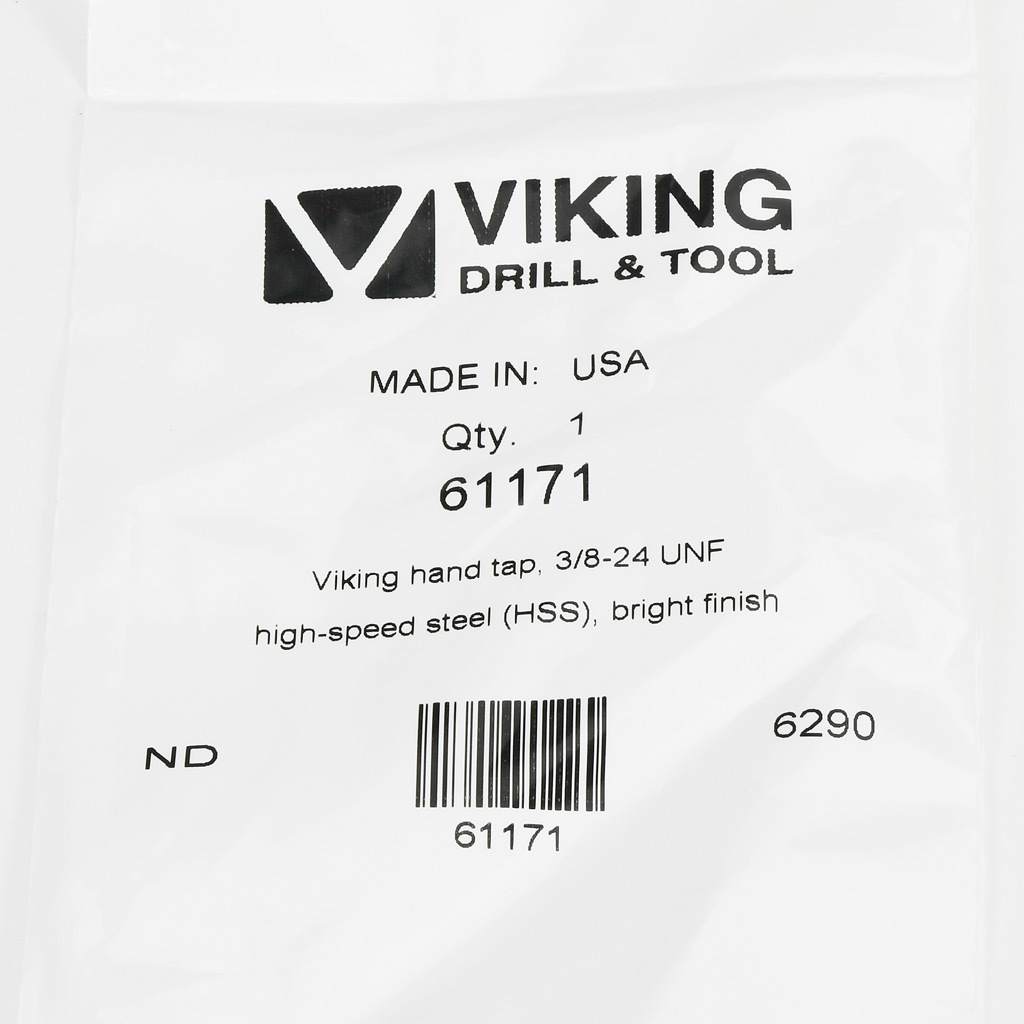 VIKING
DRILL & TOOL
MADE IN: USA
Qty. 1
61171
Viking hand tap, 3/8-24 UNF
high-speed steel (HSS), bright finish
ND
6290
61171